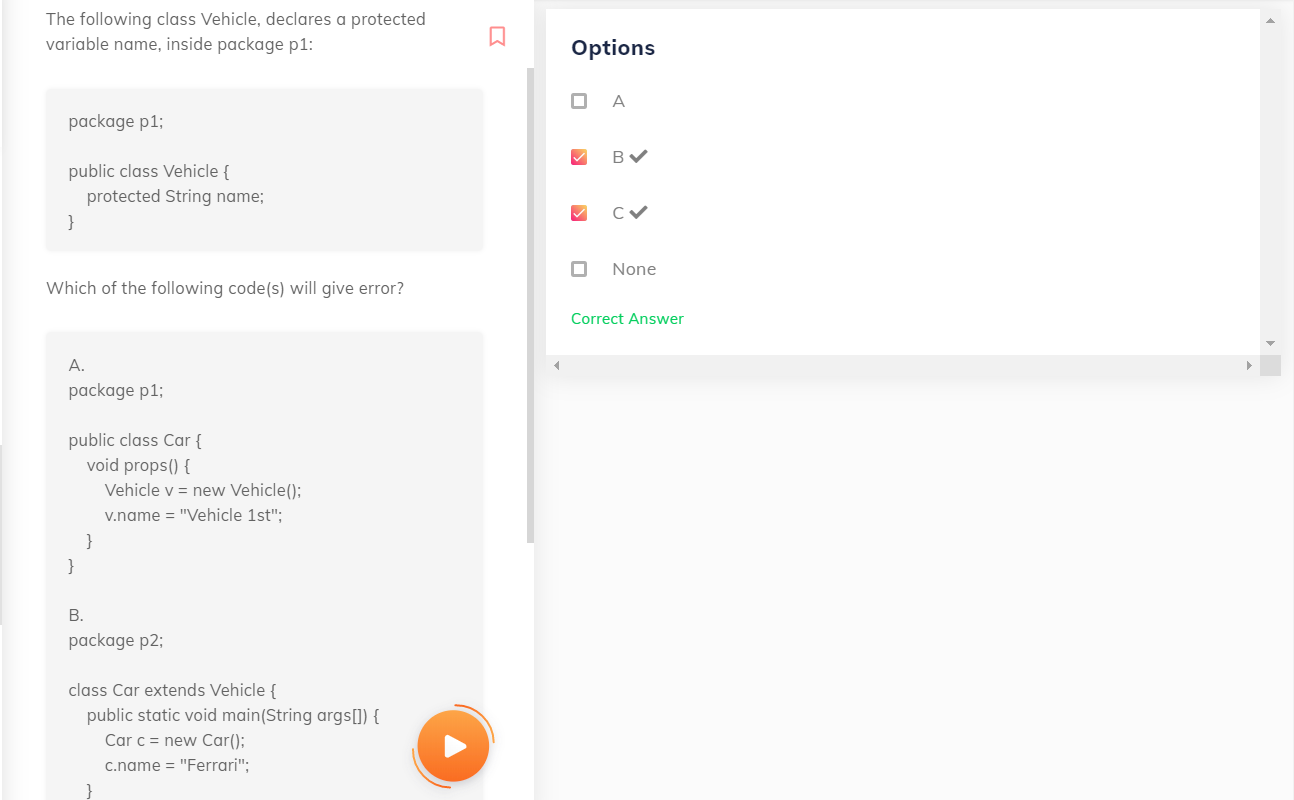 The following class Vehicle, declares a protected
variable name, inside package p1:
package p1;
public class Vehicle {
protected String name;
}
Which of the following code(s) will give error?
A.
package p1;
public class Car {
void props() {
Vehicle v = new Vehicle();
v.name = "Vehicle 1st";
}
}
B.
package p2;
class Car extends Vehicle {
public static void main(String args[]) {
Car c = new Car();
c.name = "Ferrari";
}
Options
A
B
C
None
Correct Answer